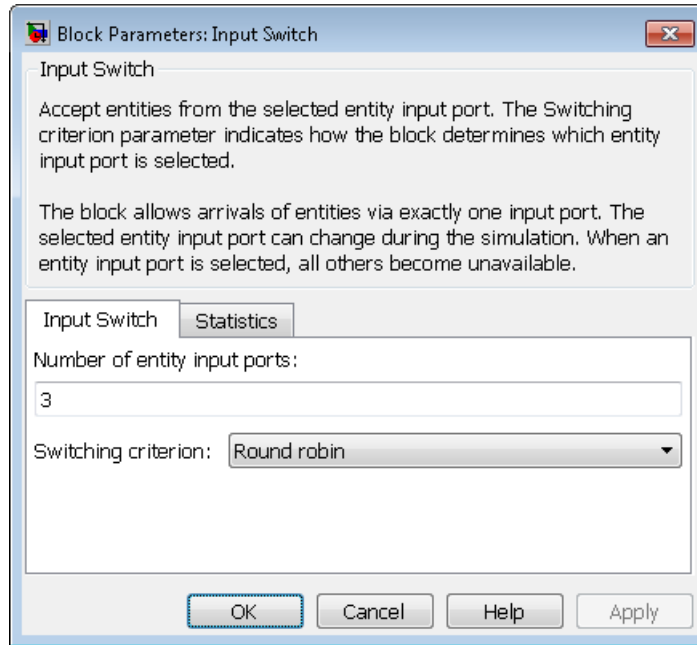 Block Parameters: Input Switch
Input Switch
Accept entities from the selected entity input port. The Switching
criterion parameter indicates how the block determines which entity
input port is selected.
The block allows arrivals of entities via exactly one input port. The
selected entity input port can change during the simulation. When an
entity input port is selected, all others become unavailable.
Input Switch Statistics
Number of entity input ports:
3
Switching criterion: Round robin
OK Cancel Help Apply